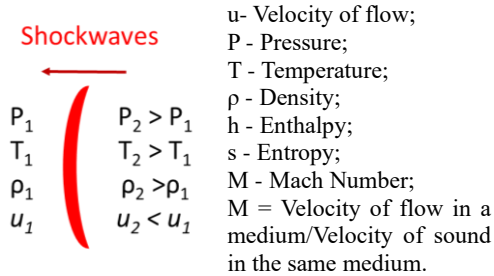 Shockwaves
P1 P2 > P1
T1 T2 > T1
ρ1 ρ2 >ρ1
u1 u2 < u1
u- Velocity of flow;
P - Pressure;
T - Temperature;
ρ - Density;
h - Enthalpy;
s - Entropy;
M - Mach Number;
M = Velocity of flow in a
medium/Velocity of sound
in the same medium.